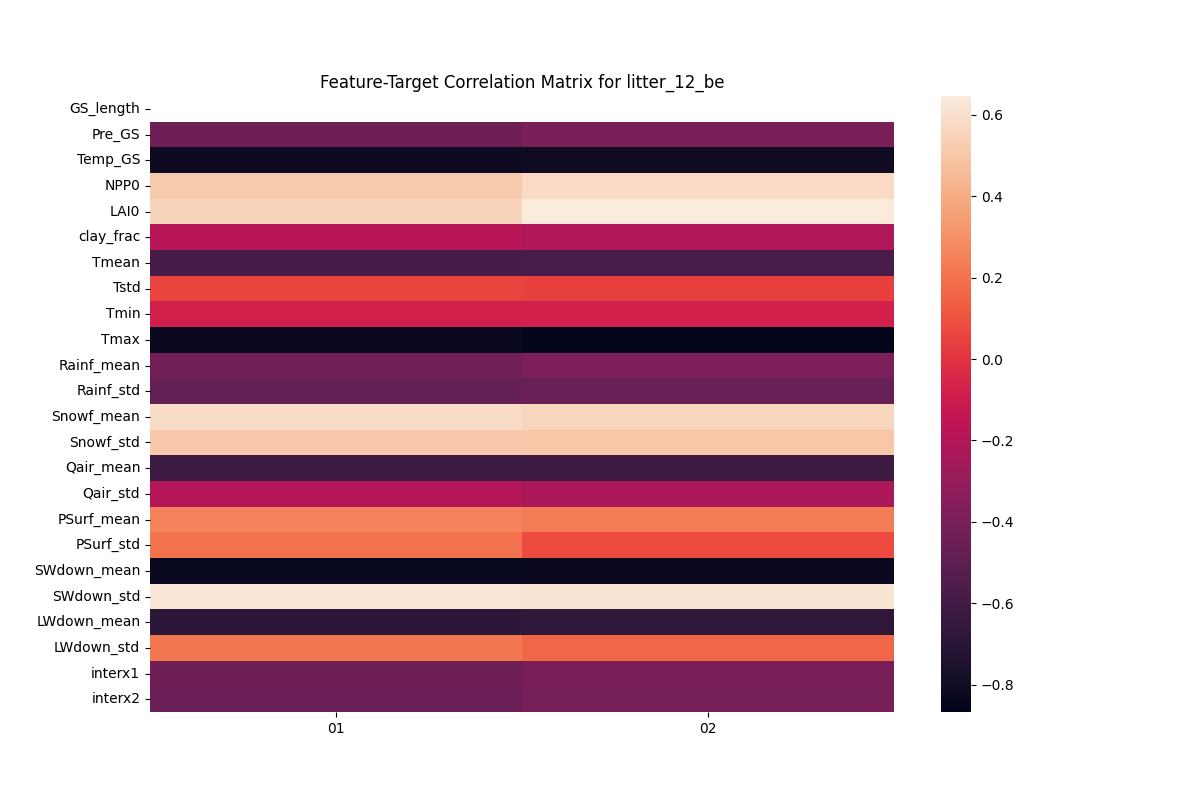 Feature-Target Correlation Matrix for litter_12_be
GS_length
Pre_GS
Temp_GS
NPP0
LAI0
clay_frac
Tmean
Tstd
Tmin
Tmax
Rainf_mean
Rainf_std
Snowf_mean
Snowf_std
Qair_mean
Qair_std
PSurf_mean
PSurf_std
SWdown_mean
SWdown_std
LWdown_mean
LWdown_std
interx1
interx2
01 02
0.6
0.4
0.2
0.0
−0.2
−0.4
−0.6
−0.8